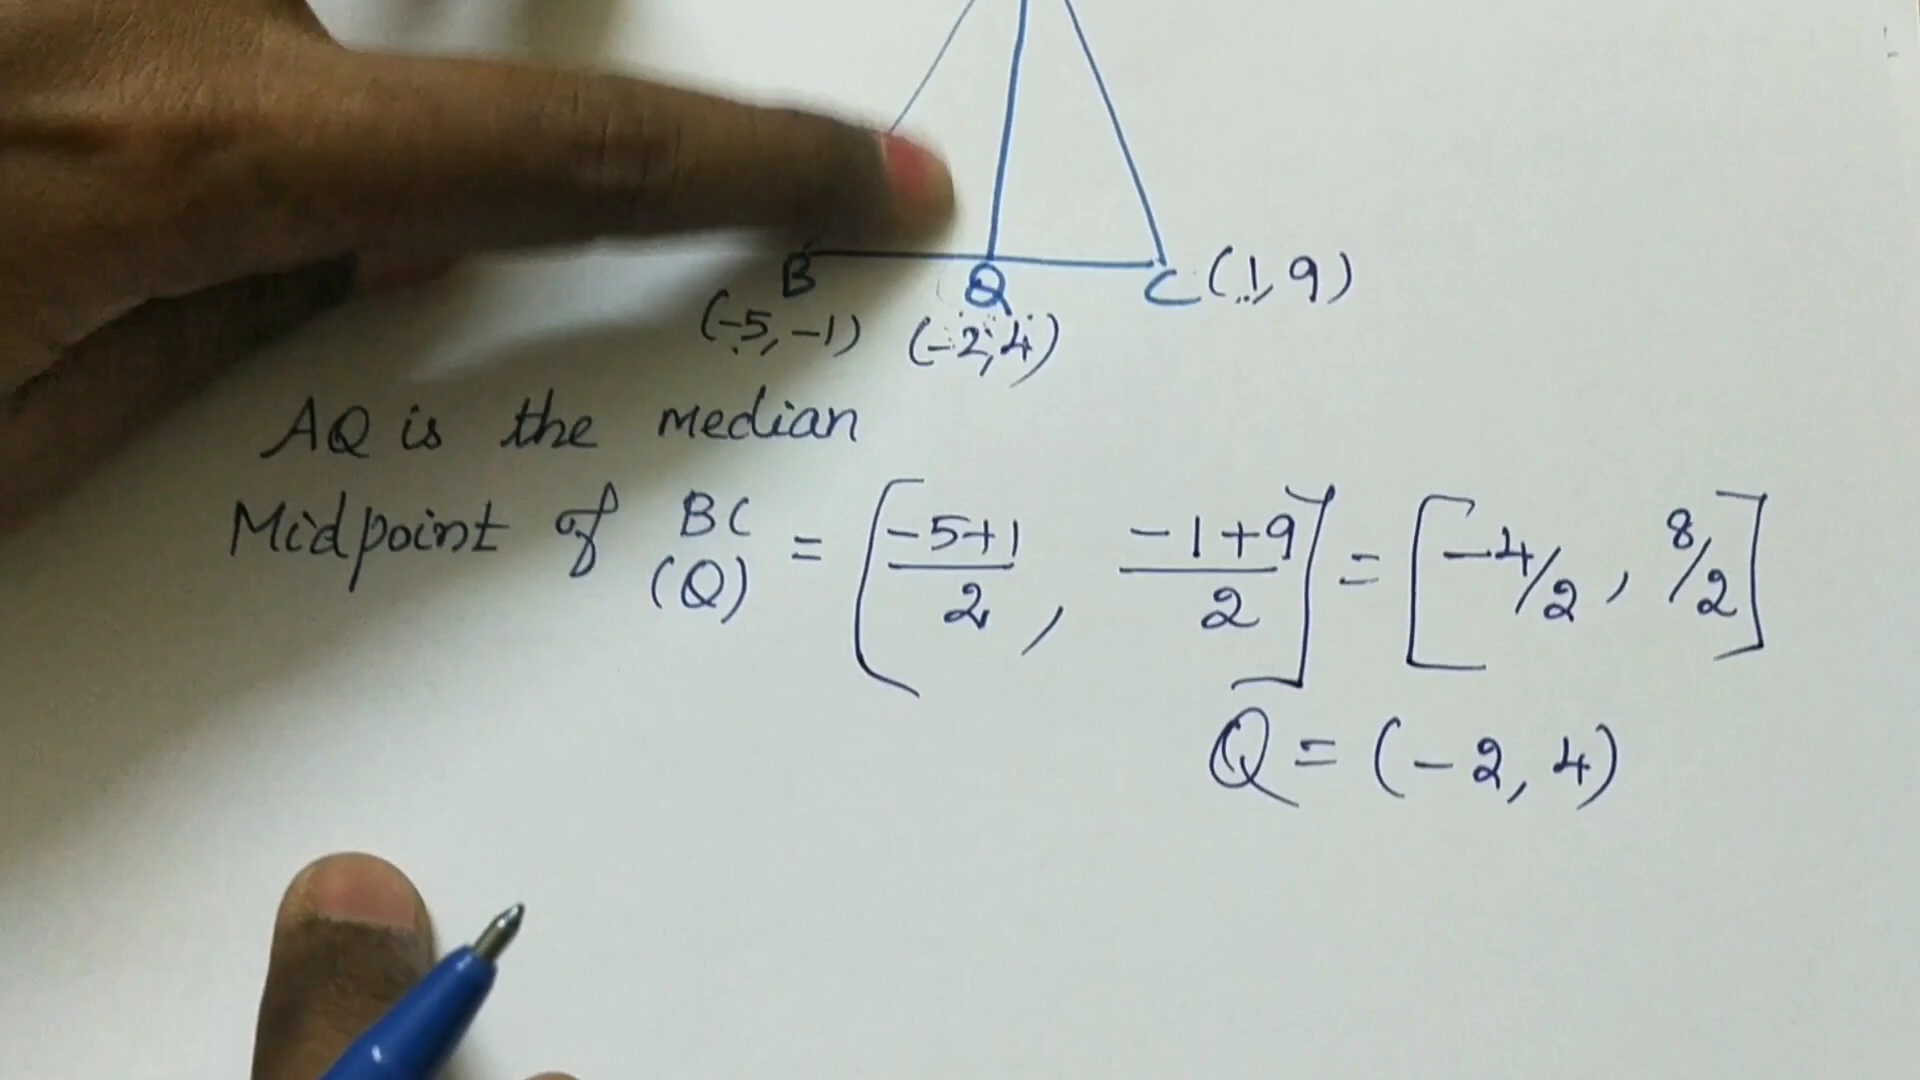 B Q C (1, 9)
(-5, -1) (-2, 4)
AQ is the median
Midpoint of BC (Q) = [(-5+1)/2, (-1+9)/2] = [-4/2, 8/2]
Q = (-2, 4)